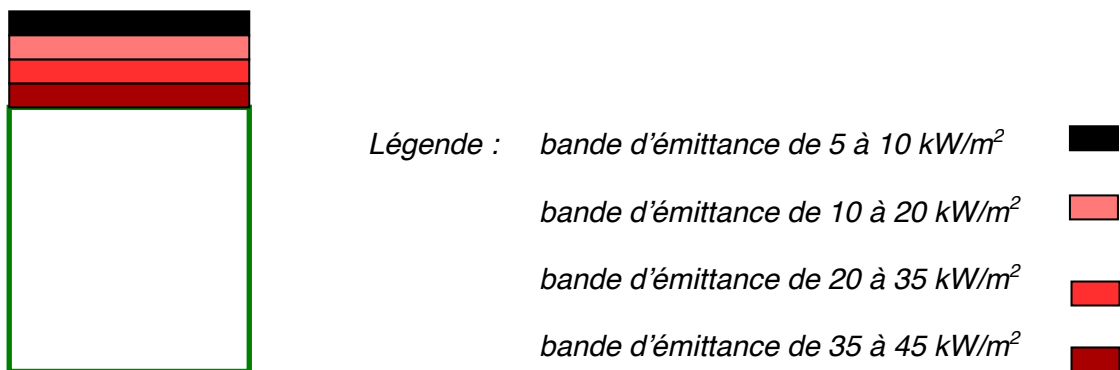 Légende : bande d'émittance de 5 à 10 kW/m²
bande d'émittance de 10 à 20 kW/m²
bande d'émittance de 20 à 35 kW/m²
bande d'émittance de 35 à 45 kW/m²